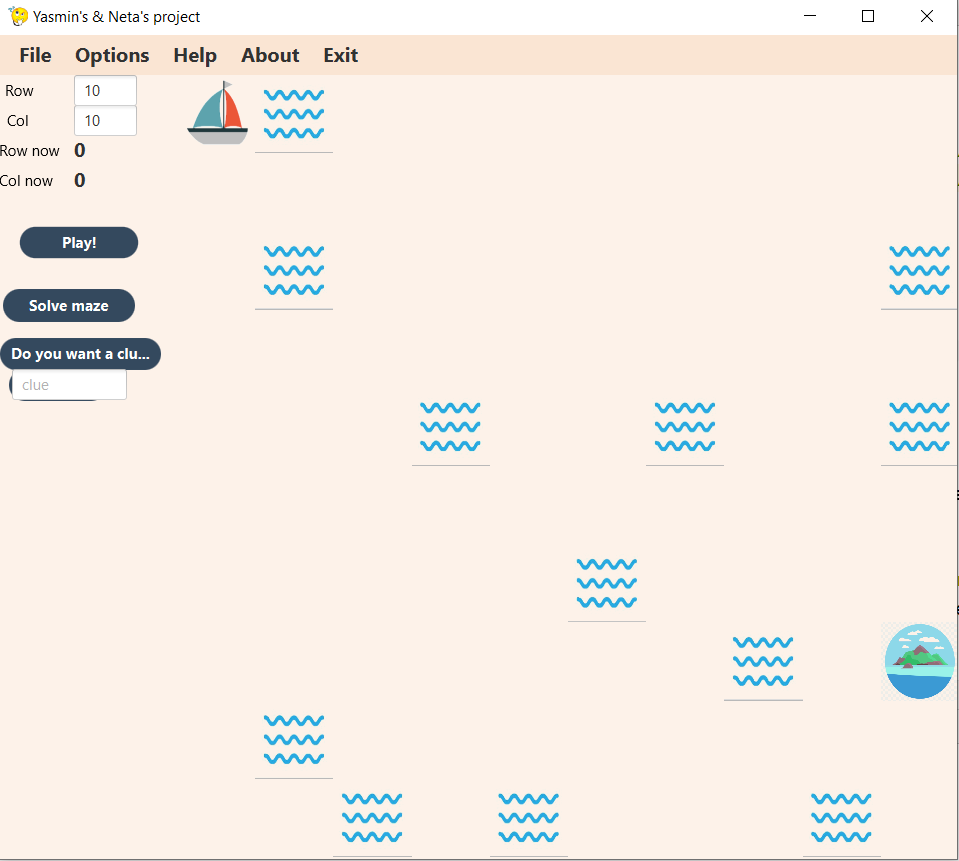 Yasmin's & Neta's project
File Options Help About Exit
Row 10
Col 10
Row now 0
Col now 0
Play!
Solve maze
Do you want a clu...
clue